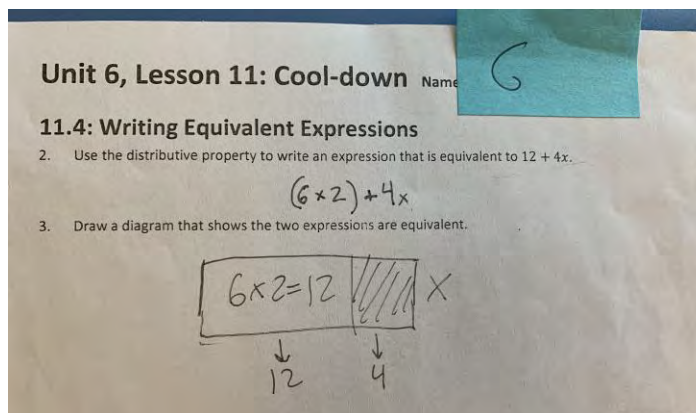 Unit 6, Lesson 11: Cool-down Name 6
11.4: Writing Equivalent Expressions
2. Use the distributive property to write an expression that is equivalent to 12 + 4x.
(6×2)+4x
3. Draw a diagram that shows the two expressions are equivalent.
6×2=12 X
↓ ↓
12 4